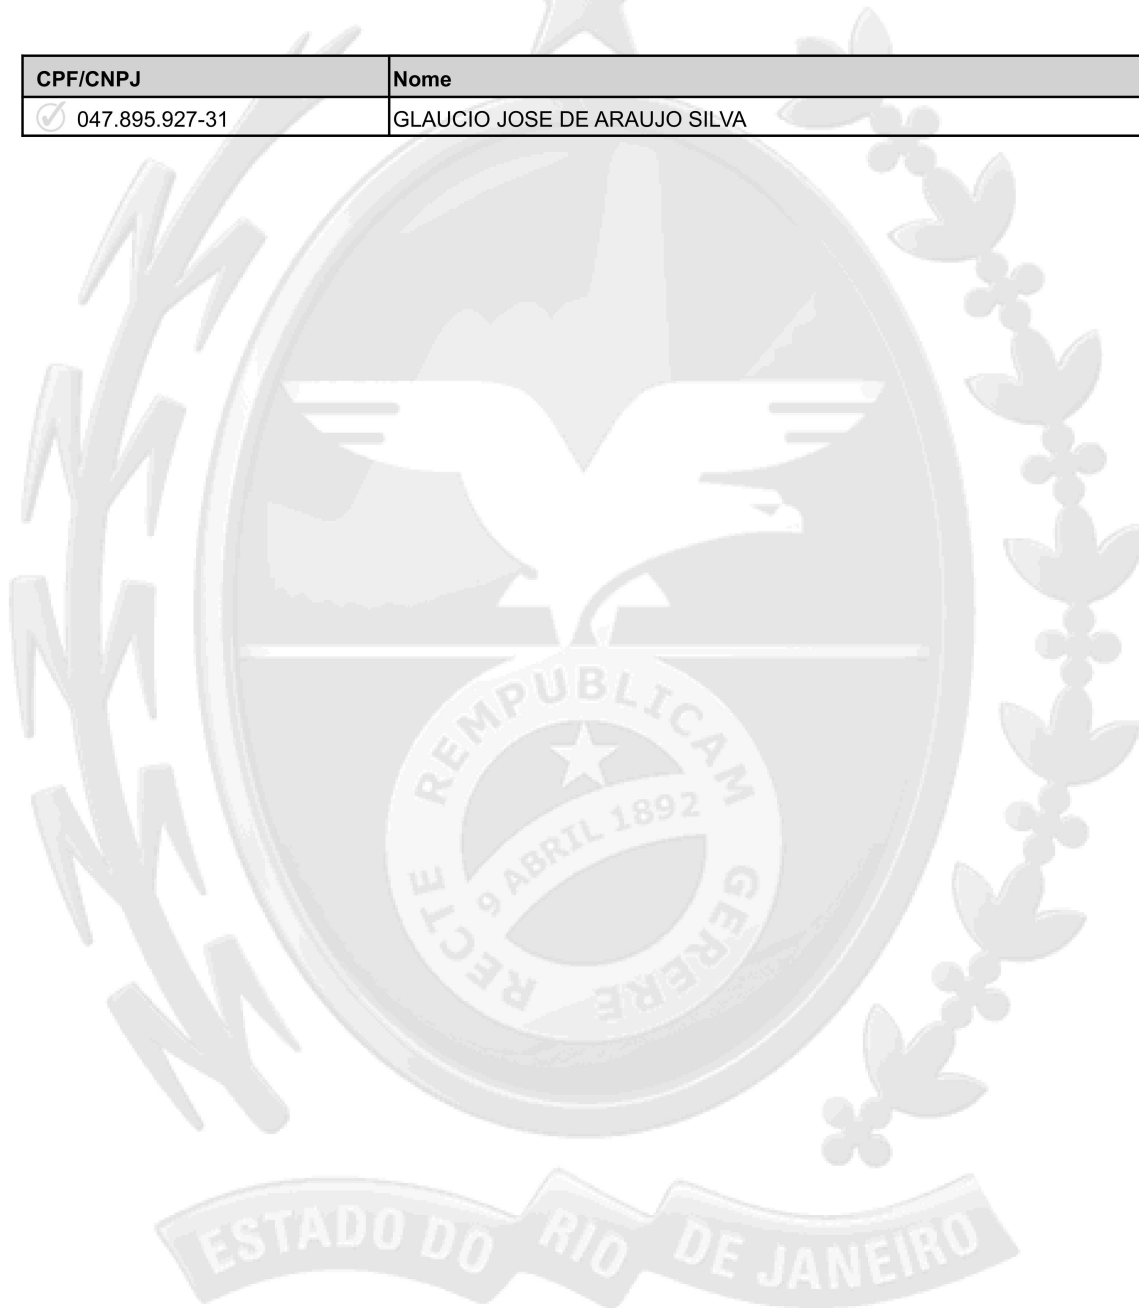 CPF/CNPJ Nome
047.895.927-31 GLAUCIO JOSE DE ARAUJO SILVA
RECTE REMPUBLICAM GERERE
9 ABRIL 1892
ESTADO DO RIO DE JANEIRO